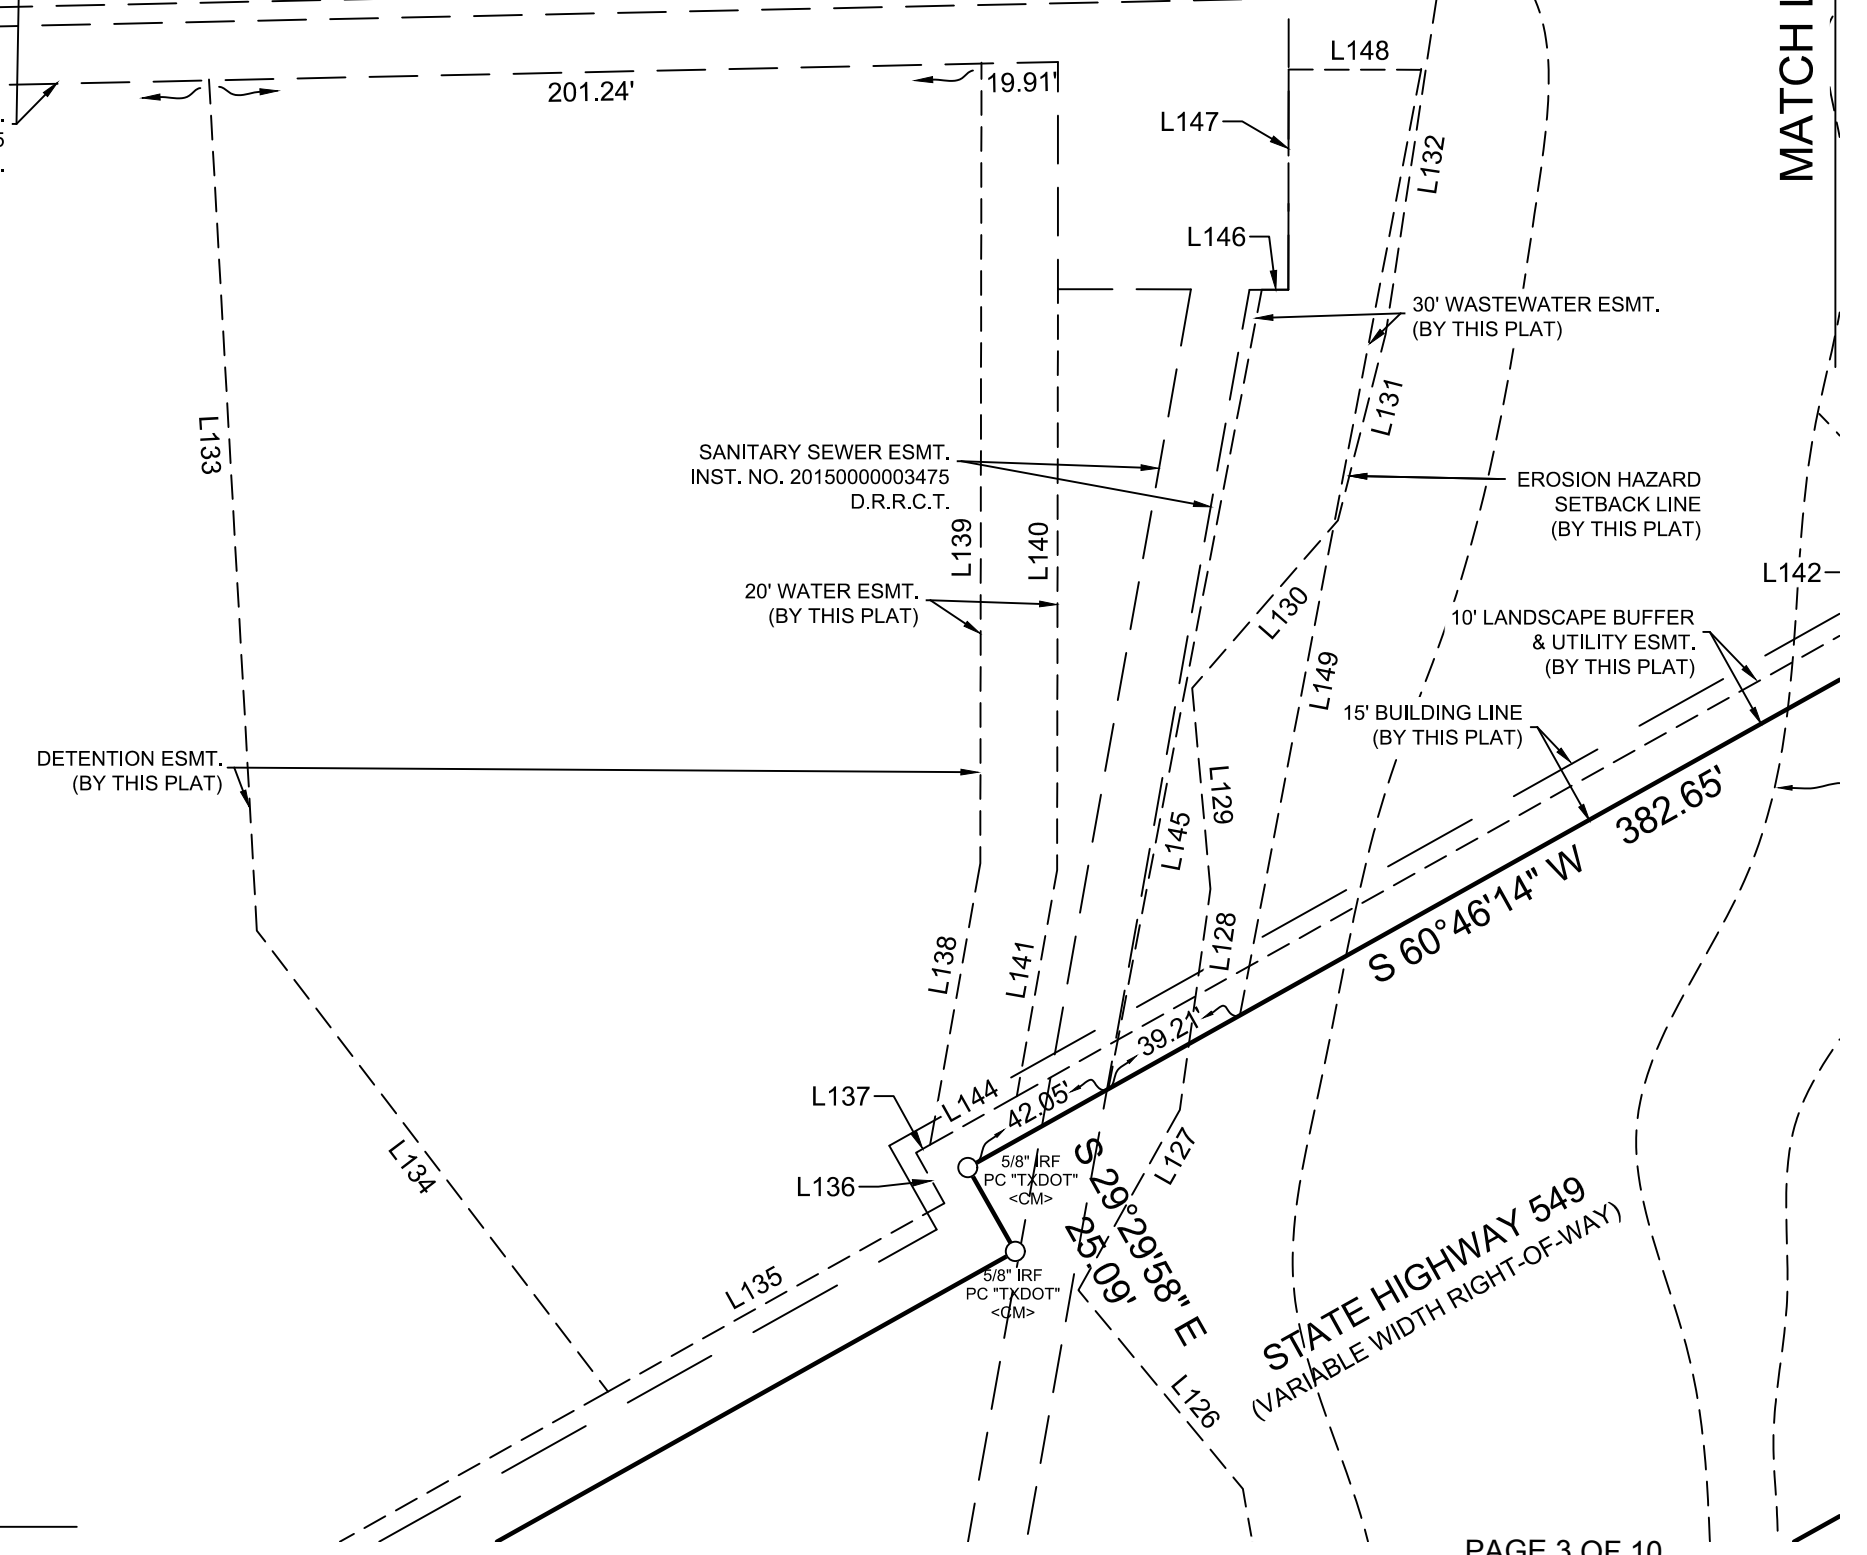 L148
201.24'
19.91'
L147
L132
MATCH
L146
30' WASTEWATER ESMT.
(BY THIS PLAT)
L133
L131
SANITARY SEWER ESMT.
INST. NO. 20150000003475
D.R.R.C.T.
EROSION HAZARD
SETBACK LINE
(BY THIS PLAT)
L139
L140
L142
20' WATER ESMT.
(BY THIS PLAT)
L130
10' LANDSCAPE BUFFER
& UTILITY ESMT.
(BY THIS PLAT)
L149
15' BUILDING LINE
(BY THIS PLAT)
DETENTION ESMT.
(BY THIS PLAT)
L129
L145
S 60°46'14" W 382.65'
L128
L138
L141
39.21'
L137
L144
42.05'
L134
L136
5/8" IRF
PC "TXDOT"
<CM>
L127
S 29°29'58" E
25.09'
L135
5/8" IRF
PC "TXDOT"
<CM>
STATE HIGHWAY 549
(VARIABLE WIDTH RIGHT-OF-WAY)
L126
PAGE 3 OF 10